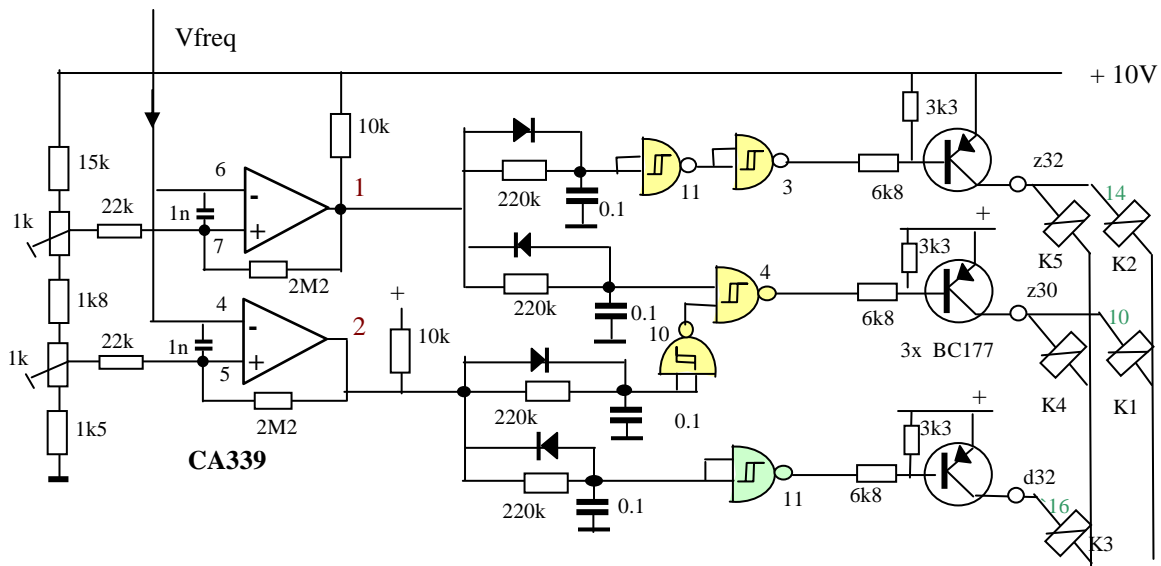 Vfreq
+ 10V
3k3
10k
15k
6
-
1
z32
220k
11
3
6k8
14
1k
22k
1n
7
+
0.1
+
K5
K2
3k3
2M2
4
z30
1k8
4
-
2
+
10k
220k
0.1
10
6k8
10
1k
22k
1n
5
+
3x BC177
K4
K1
2M2
220k
0.1
+
1k5
3k3
CA339
d32
220k
0.1
11
6k8
16
K3